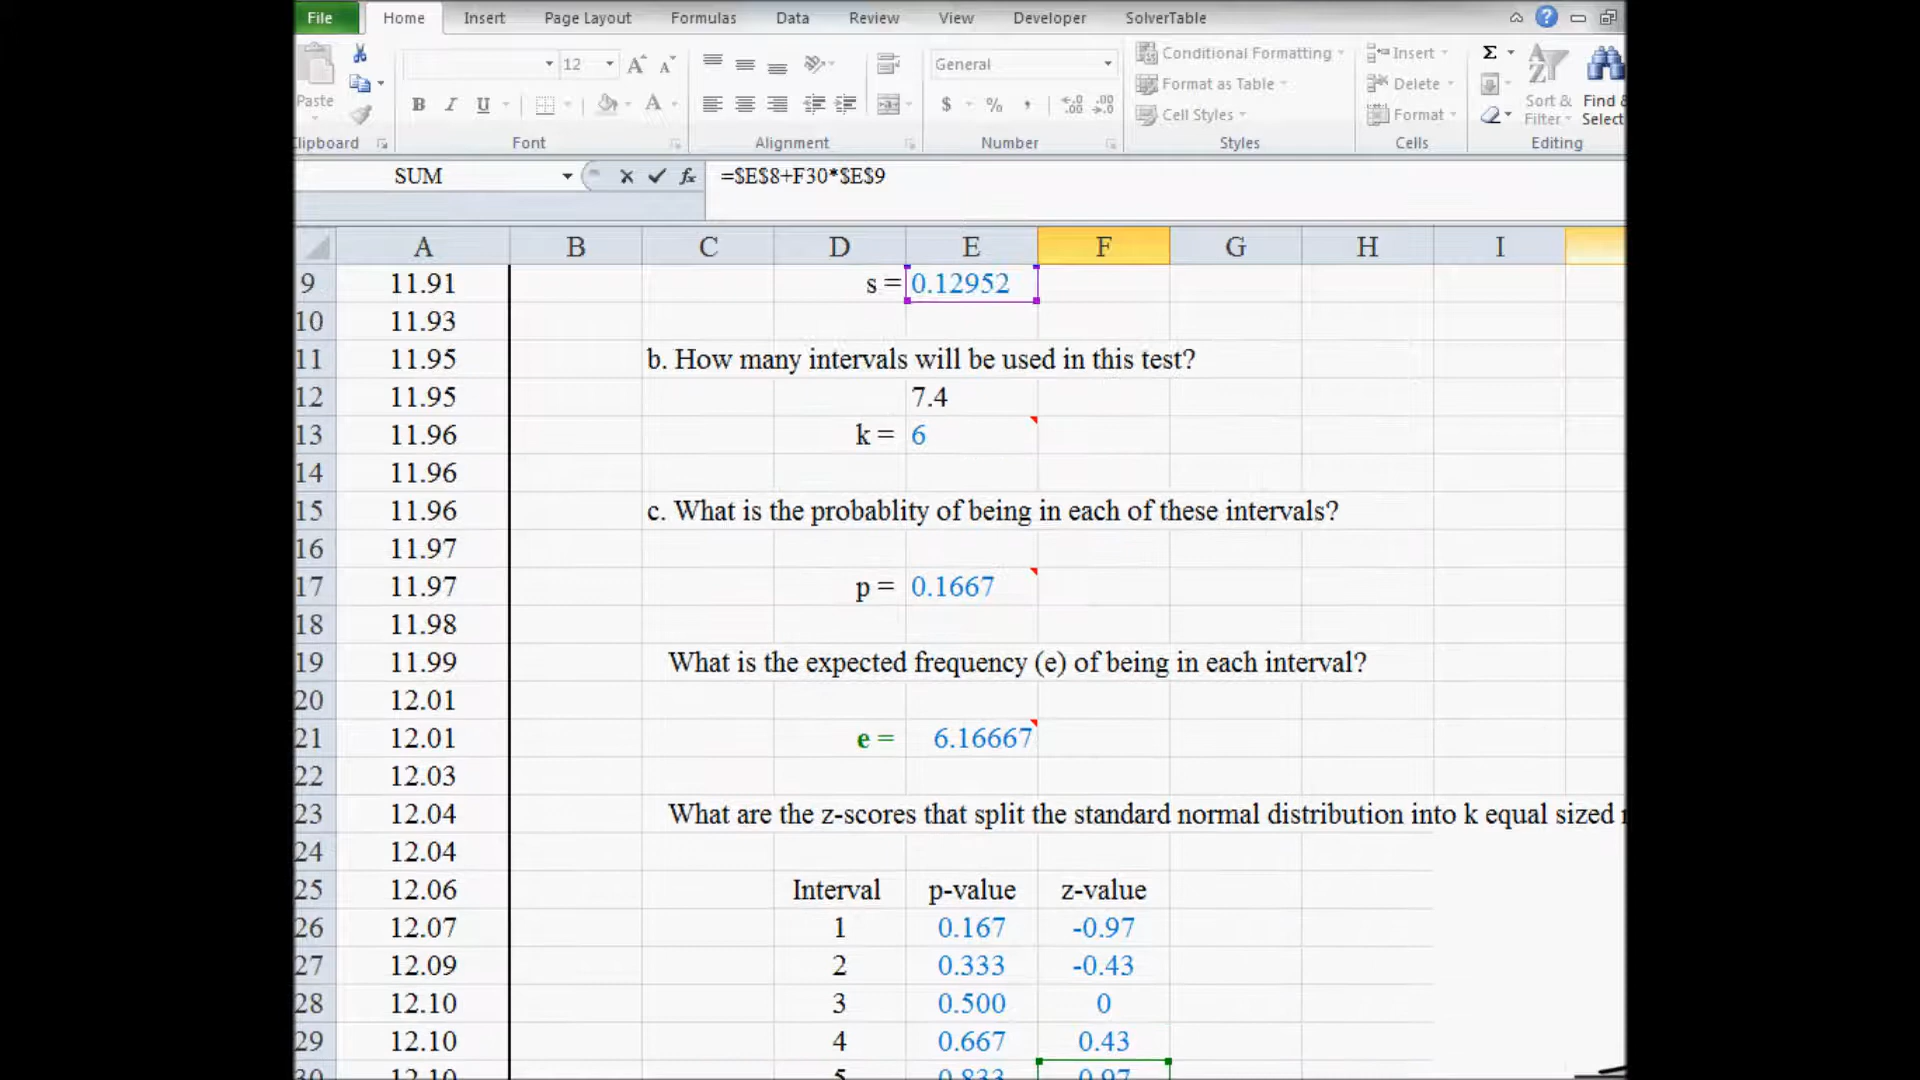 File Home Insert Page Layout Formulas Data Review View Developer SolverTable
Paste
12
General
Conditional Formatting
Format as Table
Cell Styles
Insert
Delete
Format
Sort & Filter
Find & Select
Clipboard Font Alignment Number Styles Cells Editing
SUM =$E$8+F30*$E$9
A B C D E F G H I
9 11.91 s = 0.12952
10 11.93
11 11.95 b. How many intervals will be used in this test?
12 11.95 7.4
13 11.96 k = 6
14 11.96
15 11.96 c. What is the probablity of being in each of these intervals?
16 11.97
17 11.97 p = 0.1667
18 11.98
19 11.99 What is the expected frequency (e) of being in each interval?
20 12.01
21 12.01 e = 6.16667
22 12.03
23 12.04 What are the z-scores that split the standard normal distribution into k equal sized
24 12.04
25 12.06 Interval p-value z-value
26 12.07 1 0.167 -0.97
27 12.09 2 0.333 -0.43
28 12.10 3 0.500 0
29 12.10 4 0.667 0.43
30 12.10 5 0.833 0.97